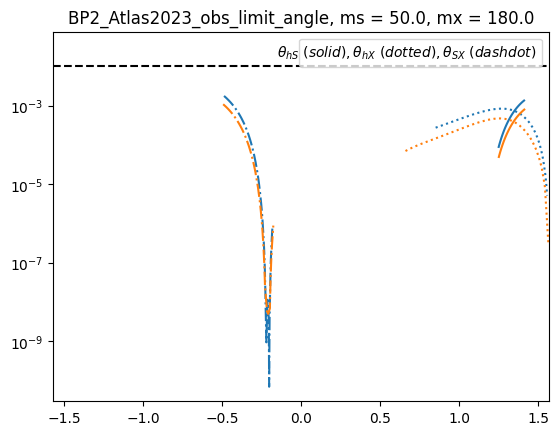 BP2_Atlas2023_obs_limit_angle, ms = 50.0, mx = 180.0
θhS (solid), θhX (dotted), θSX (dashdot)
10⁻³
10⁻⁵
10⁻⁷
10⁻⁹
−1.5 −1.0 −0.5 0.0 0.5 1.0 1.5